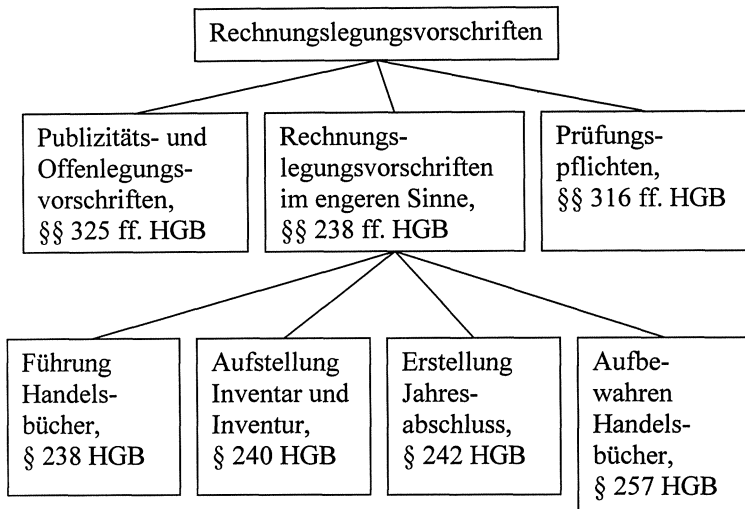 Rechnungslegungsvorschriften
Publizitäts- und
Offenlegungs-
vorschriften,
§§ 325 ff. HGB
Rechnungs-
legungsvorschriften
im engeren Sinne,
§§ 238 ff. HGB
Prüfungs-
pflichten,
§§ 316 ff. HGB
Führung
Handels-
bücher,
§ 238 HGB
Aufstellung
Inventar und
Inventur,
§ 240 HGB
Erstellung
Jahres-
abschluss,
§ 242 HGB
Aufbe-
wahren
Handels-
bücher,
§ 257 HGB